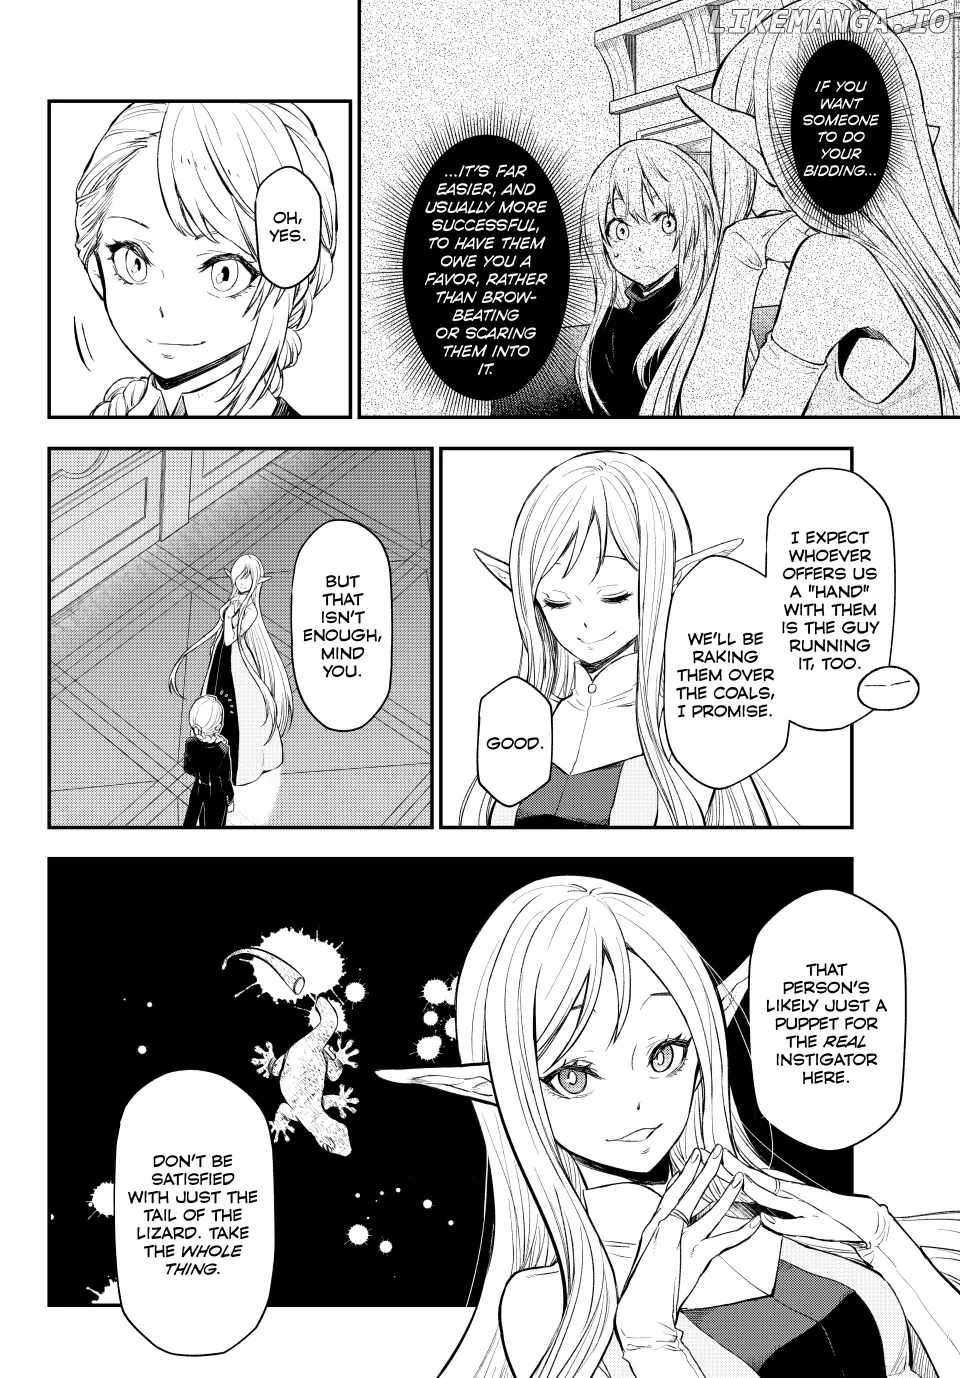 LIKEMANGA.IO
IF YOU
WANT
SOMEONE
TO DO
YOUR
BIDDING...
...IT'S FAR
EASIER, AND
USUALLY MORE
SUCCESSFUL,
TO HAVE THEM
OWE YOU A
FAVOR, RATHER
THAN BROW-
BEATING
OR SCARING
THEM INTO
IT.
OH,
YES.
I EXPECT
WHOEVER
OFFERS US
A "HAND"
WITH THEM
IS THE GUY
RUNNING
IT, TOO.
WE'LL BE
RAKING
THEM OVER
THE COALS,
I PROMISE.
GOOD.
BUT
THAT
ISN'T
ENOUGH,
MIND
YOU.
THAT
PERSON'S
LIKELY JUST A
PUPPET FOR
THE REAL
INSTIGATOR
HERE.
DON'T BE
SATISFIED
WITH JUST THE
TAIL OF THE
LIZARD. TAKE
THE WHOLE
THING.